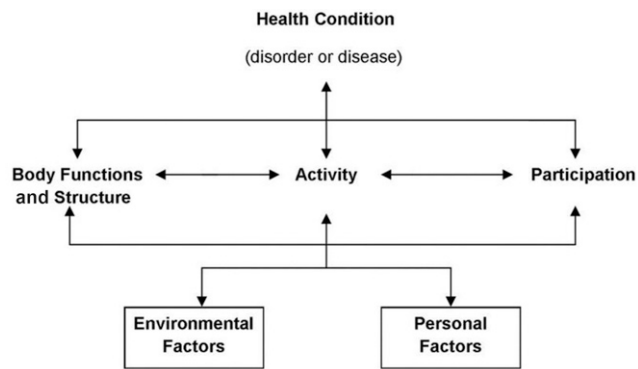 Health Condition
(disorder or disease)
Body Functions
and Structure
Activity
Participation
Environmental
Factors
Personal
Factors